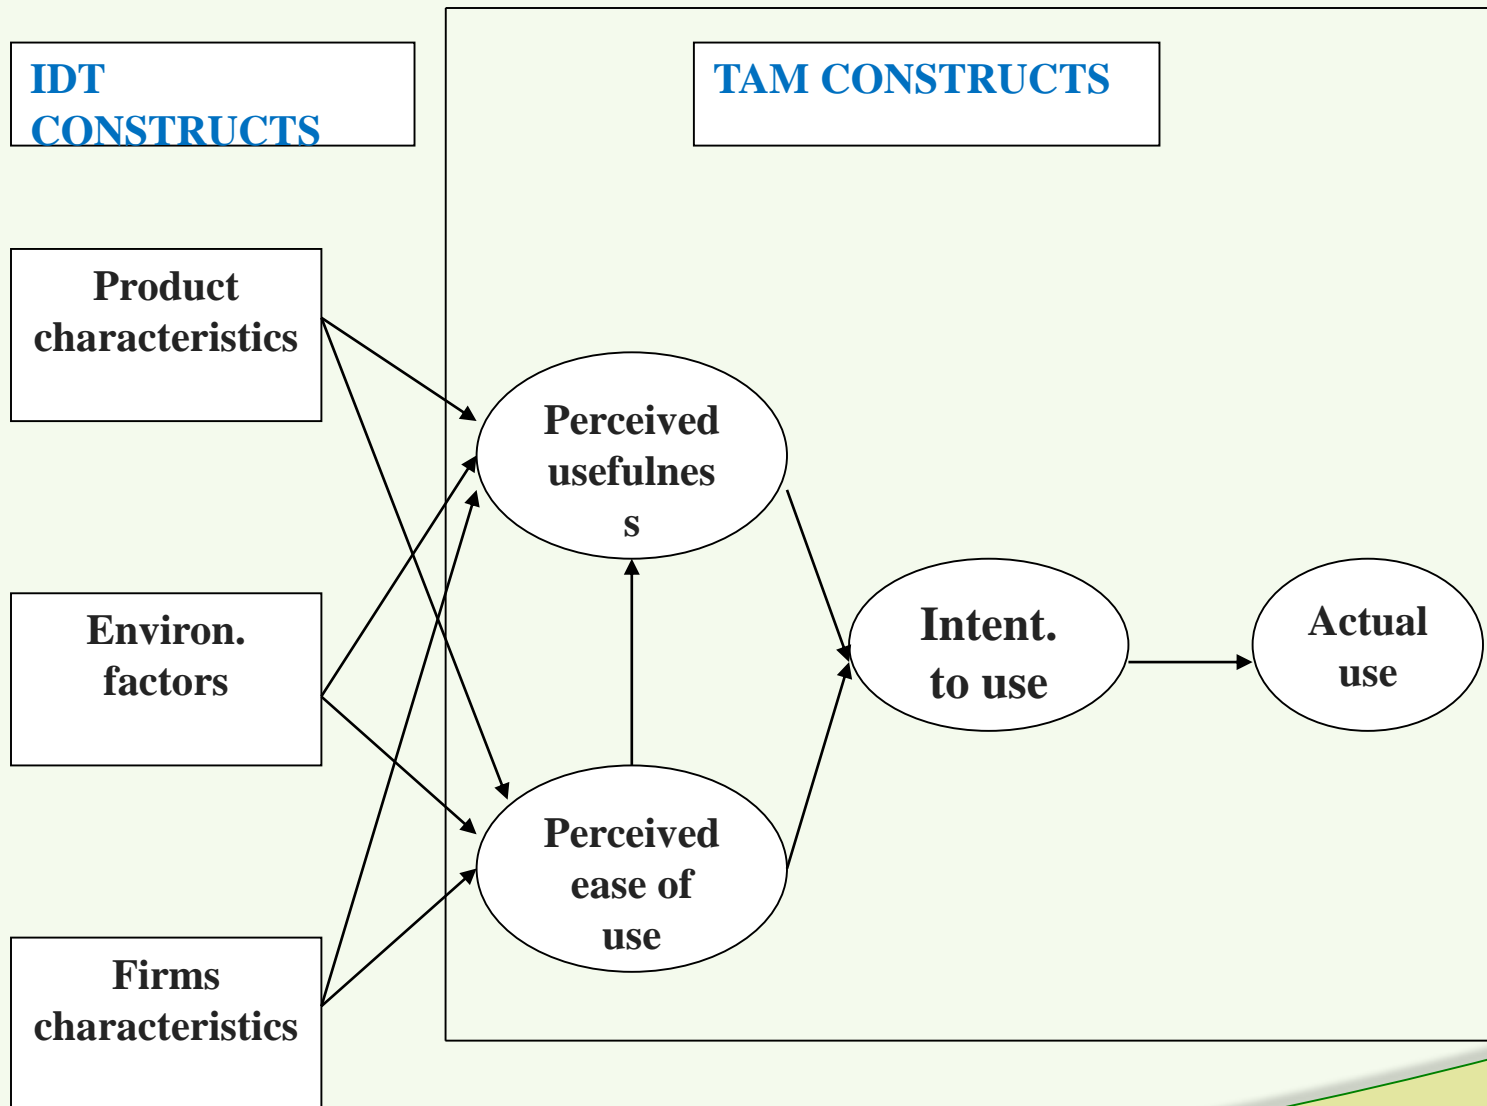 IDT
CONSTRUCTS
TAM CONSTRUCTS
Product
characteristics
Perceived
usefulnes
s
Environ.
factors
Intent.
to use
Actual
use
Perceived
ease of
use
Firms
characteristics